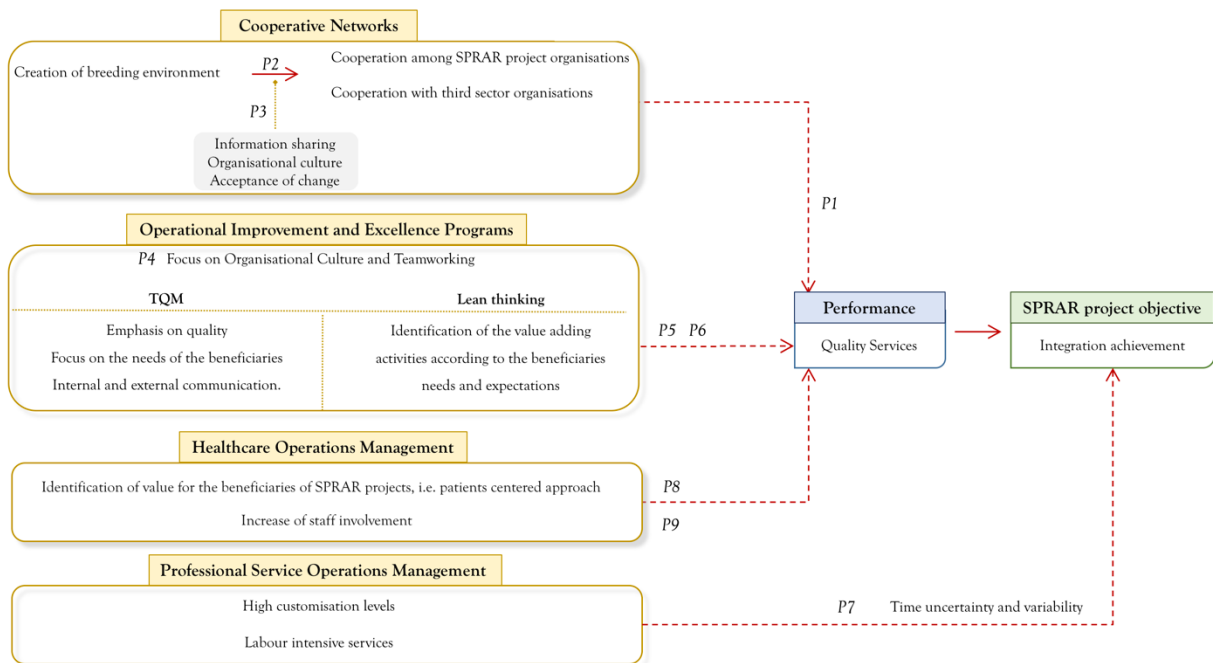 Cooperative Networks
Creation of breeding environment
P2
Cooperation among SPRAR project organisations
Cooperation with third sector organisations
P3
Information sharing
Organisational culture
Acceptance of change
P1
Operational Improvement and Excellence Programs
P4 Focus on Organisational Culture and Teamworking
TQM
Emphasis on quality
Focus on the needs of the beneficiaries
Internal and external communication.
Lean thinking
Identification of the value adding
activities according to the beneficiaries
needs and expectations
P5 P6
Performance
Quality Services
SPRAR project objective
Integration achievement
Healthcare Operations Management
Identification of value for the beneficiaries of SPRAR projects, i.e. patients centered approach
Increase of staff involvement
P8
P9
Professional Service Operations Management
High customisation levels
Labour intensive services
P7 Time uncertainty and variability